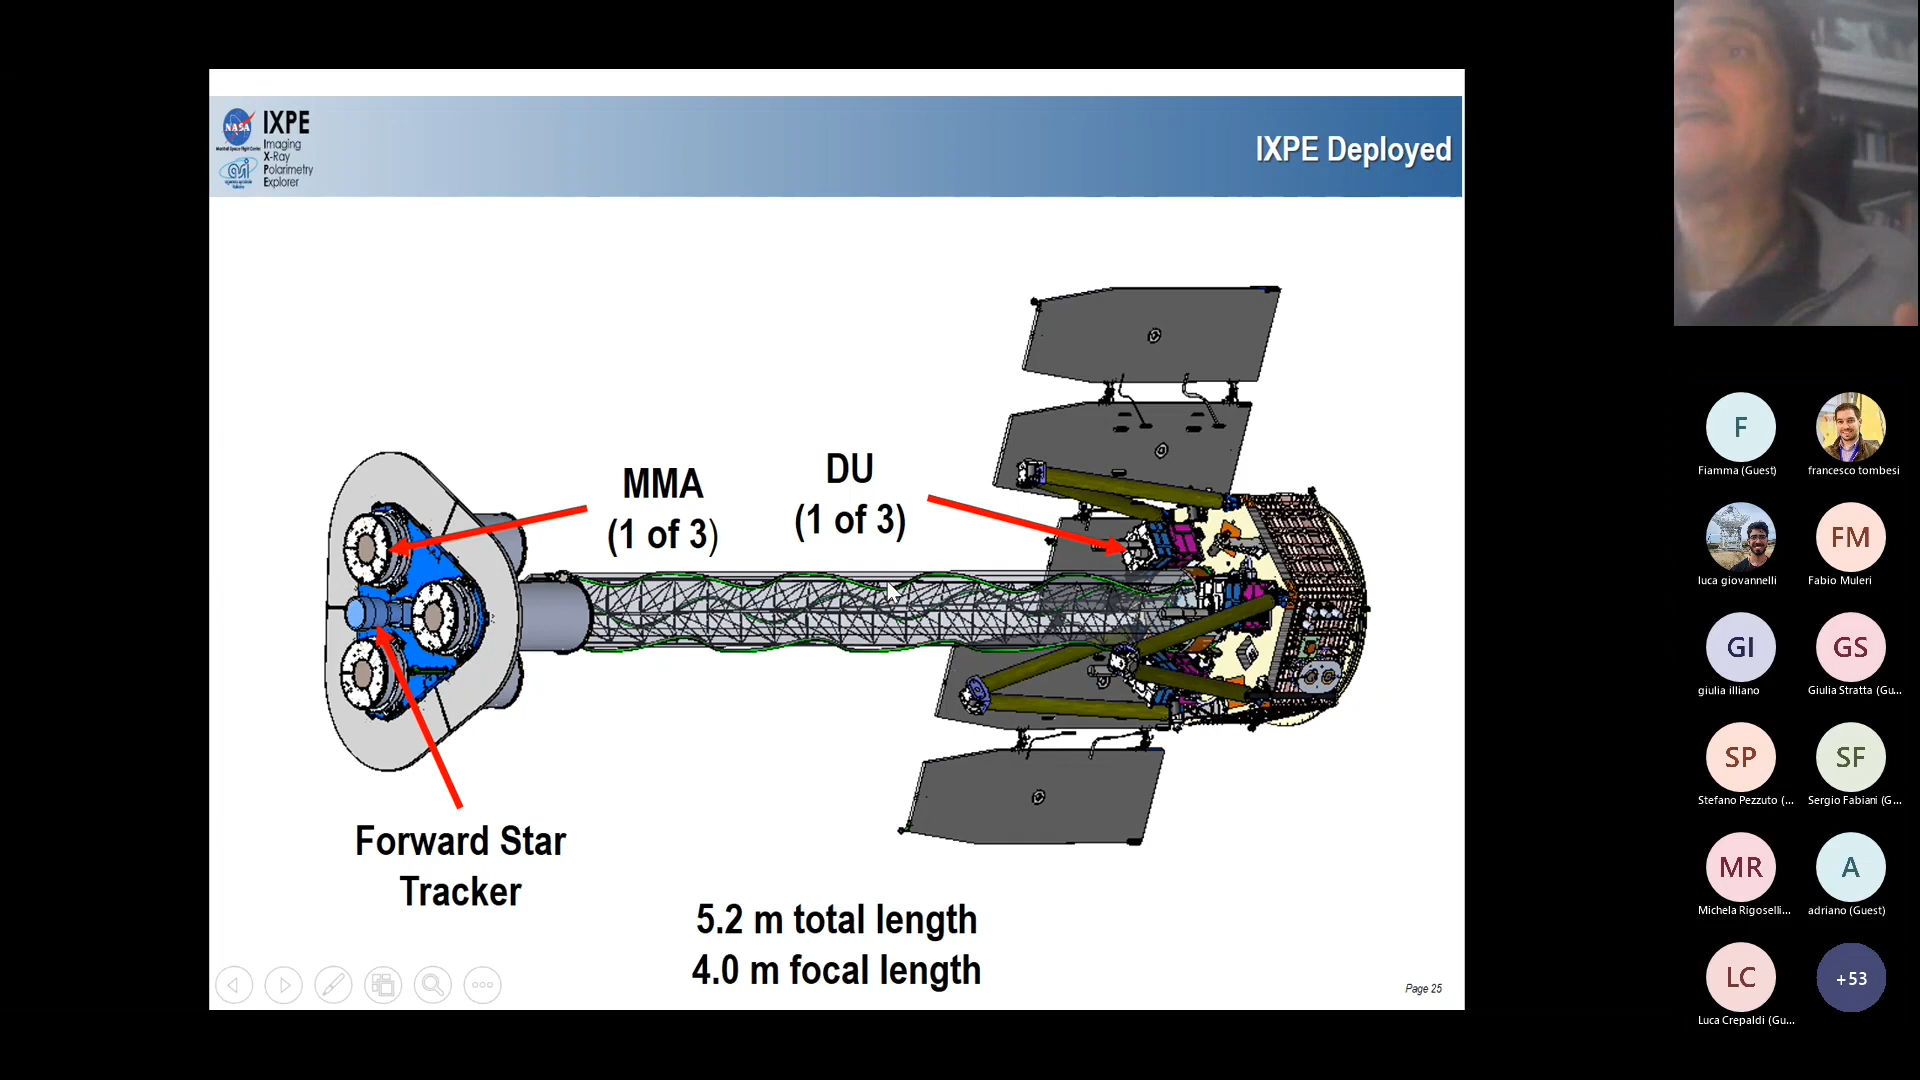 NASA
IXPE
Imaging
X-Ray
Polarimetry
Explorer
asi
IXPE Deployed
MMA
(1 of 3)
DU
(1 of 3)
Forward Star
Tracker
5.2 m total length
4.0 m focal length
Page 25
F
Fiamma (Guest)
francesco tombesi
luca giovannelli
FM
Fabio Muleri
GI
giulia illiano
GS
Giulia Stratta (Gu...
SP
Stefano Pezzuto (...
SF
Sergio Fabiani (G...
MR
Michela Rigoselli...
A
adriano (Guest)
LC
Luca Crepaldi (Gu...
+53